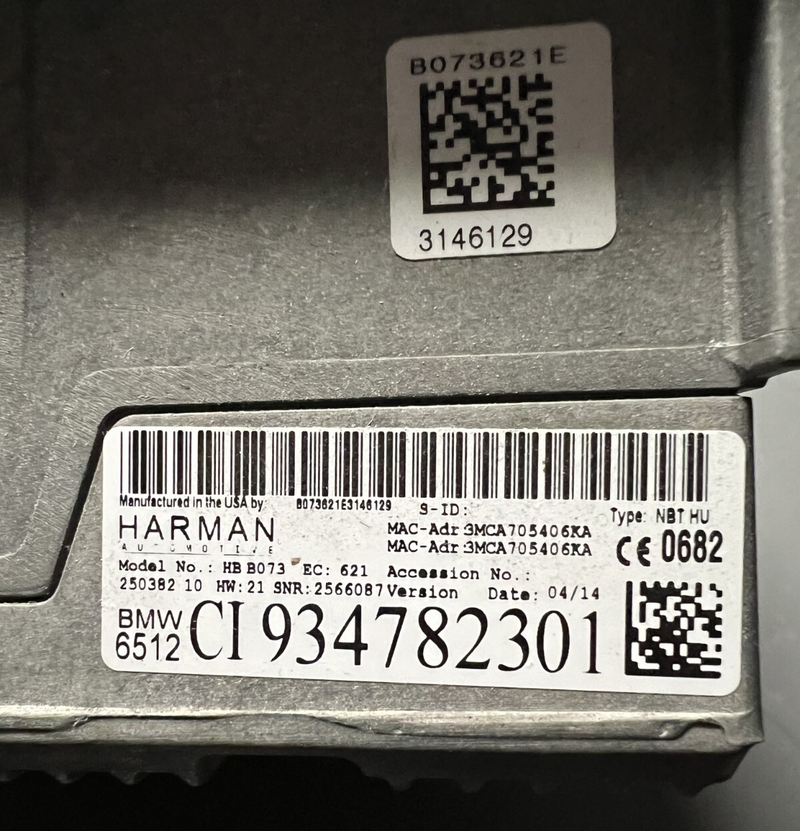 B073621E
3146129
Manufactured in the USA by: B073621E3146129 S-ID:
Type: NBT HU
HARMAN
AUTOMOTIVE
MAC-Adr:3MCA705406KA
MAC-Adr:3MCA705406KA
CE 0682
Model No.: HB B073 EC: 621 Accession No.:
250382 10 HW: 21 SNR: 2566087 Version Date: 04/14
BMW
6512
CI 934782301